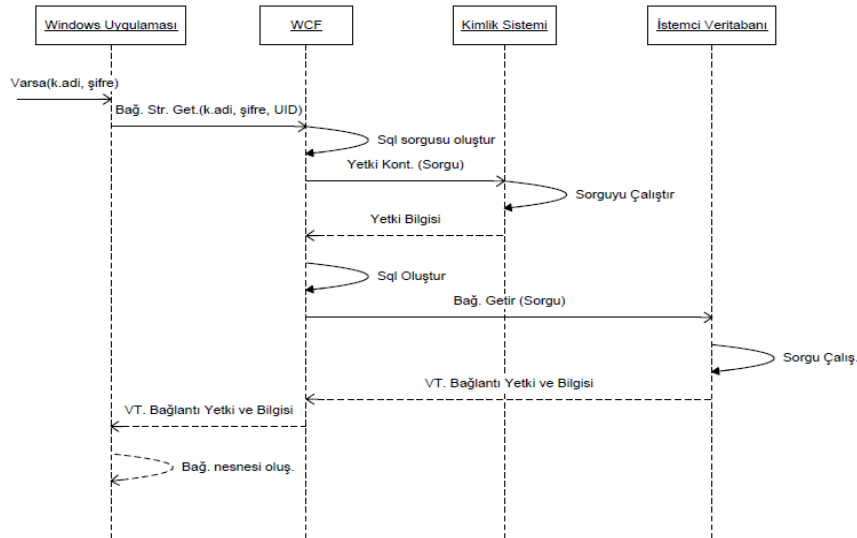 Windows Uygulaması
WCF
Kimlik Sistemi
İstemci Veritabanı
Varsa(k.adi, şifre)
Bağ. Str. Get.(k.adi, şifre, UID)
Sql sorgusu oluştur
Yetki Kont. (Sorgu)
Sorguyu Çalıştır
Yetki Bilgisi
Sql Oluştur
Bağ. Getir (Sorgu)
Sorgu Çalış.
VT. Bağlantı Yetki ve Bilgisi
VT. Bağlantı Yetki ve Bilgisi
Bağ. nesnesi oluş.